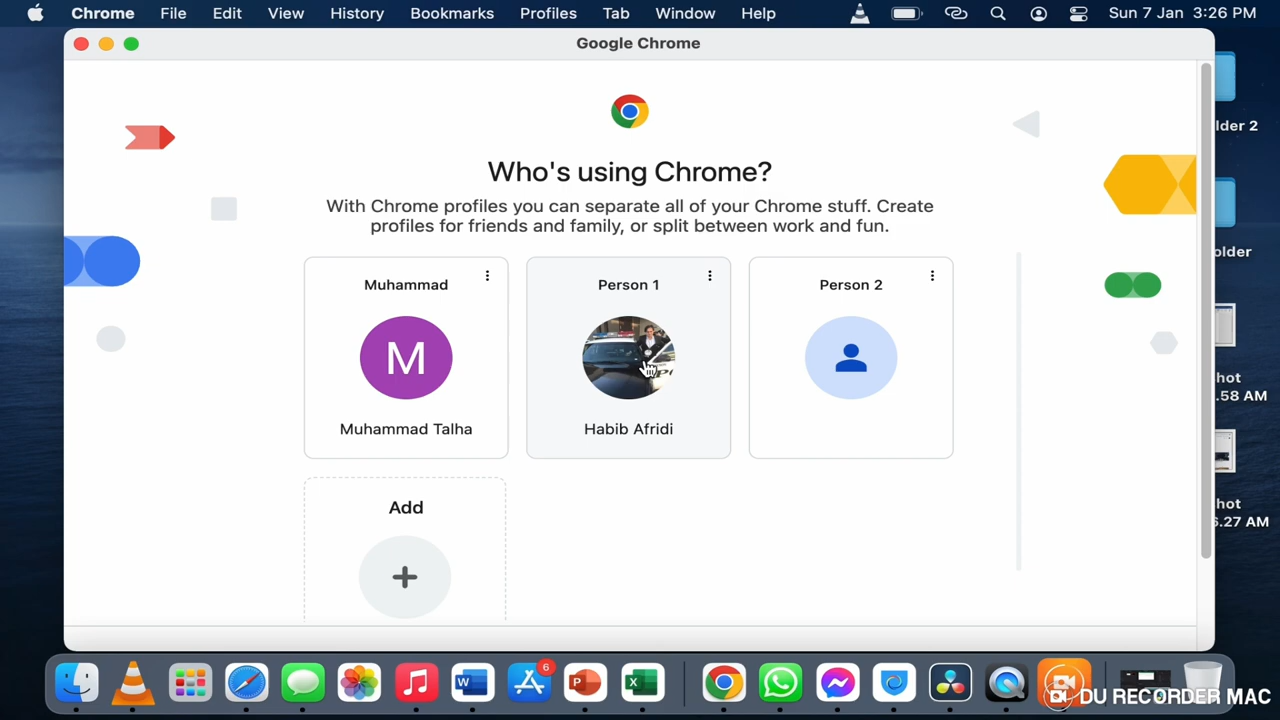 Chrome File Edit View History Bookmarks Profiles Tab Window Help Sun 7 Jan 3:26 PM
Google Chrome
Who's using Chrome?
With Chrome profiles you can separate all of your Chrome stuff. Create
profiles for friends and family, or split between work and fun.
Muhammad
M
Muhammad Talha
Person 1
Habib Afridi
Person 2
Add
lder 2
older
hot
.58 AM
hot
6.27 AM
6
DU RECORDER MAC